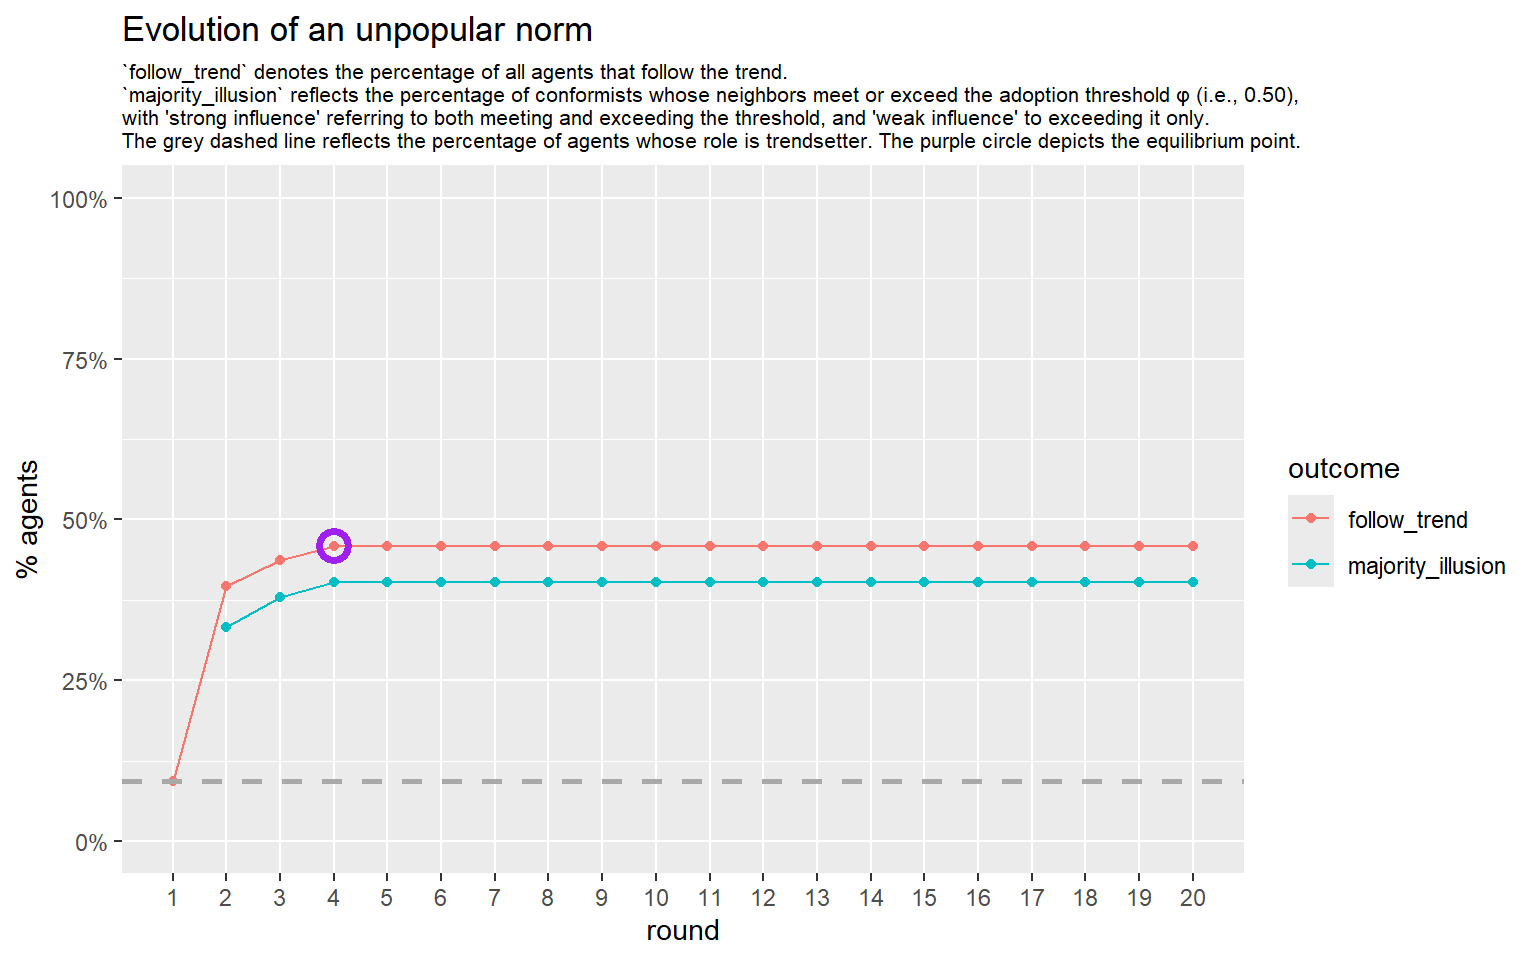 Evolution of an unpopular norm
`follow_trend` denotes the percentage of all agents that follow the trend.
`majority_illusion` reflects the percentage of conformists whose neighbors meet or exceed the adoption threshold φ (i.e., 0.50),
with 'strong influence' referring to both meeting and exceeding the threshold, and 'weak influence' to exceeding it only.
The grey dashed line reflects the percentage of agents whose role is trendsetter. The purple circle depicts the equilibrium point.
100%
75%
50%
25%
0%
% agents
1 2 3 4 5 6 7 8 9 10 11 12 13 14 15 16 17 18 19 20
round
outcome
follow_trend
majority_illusion